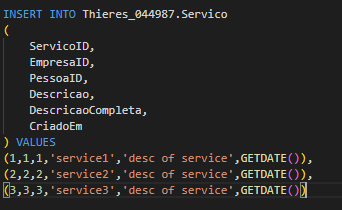 INSERT INTO Thieres_044987.Servico
(
ServicoID,
EmpresaID,
PessoaID,
Descricao,
DescricaoCompleta,
CriadoEm
) VALUES
(1,1,1,'service1','desc of service',GETDATE()),
(2,2,2,'service2','desc of service',GETDATE()),
(3,3,3,'service3','desc of service',GETDATE())